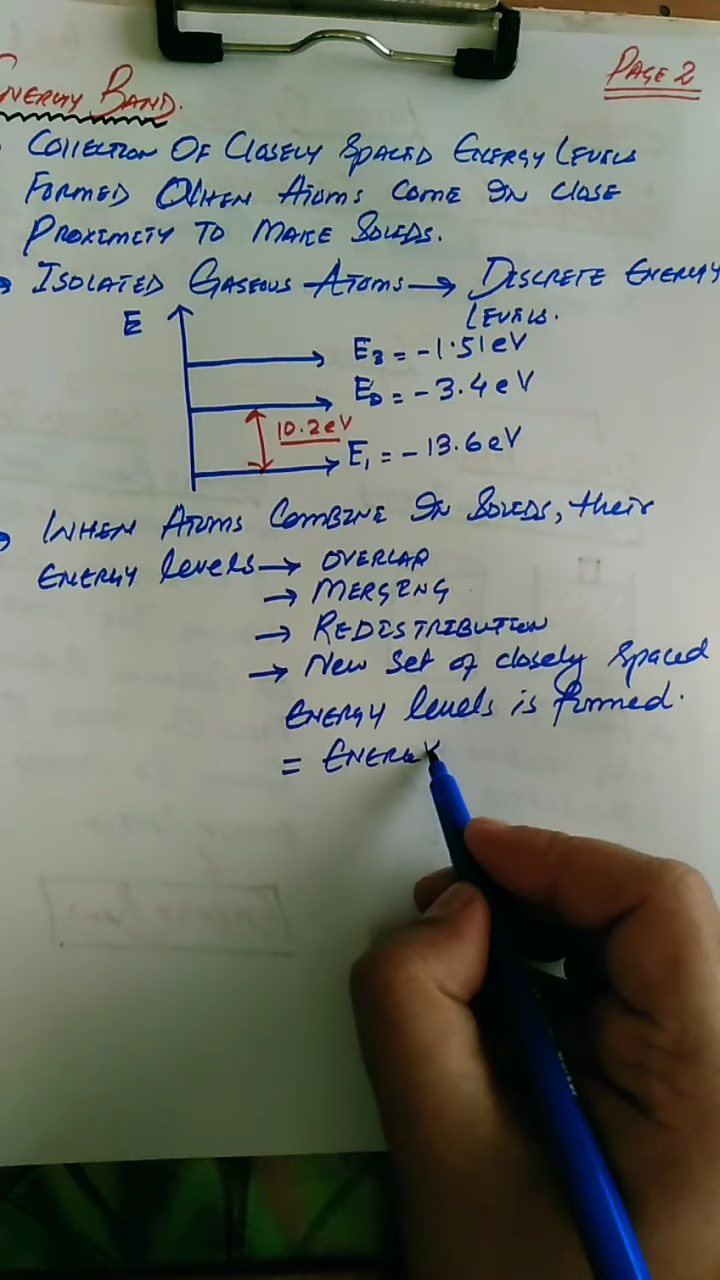 PAGE 2
ENERGY BAND.
COLLECTION OF CLOSELY SPACED ENERGY LEVELS
FORMED WHEN ATOMS COME IN CLOSE
PROXIMITY TO MAKE SOLIDS.
→ ISOLATED GASEOUS ATOMS → DISCRETE ENERGY
LEVELS.
E
E3 = -1.51eV
E2 = -3.4eV
10.2eV
E1 = -13.6eV
WHEN ATOMS COMBINE IN SOLIDS, their
ENERGY levels → OVERLAP
→ MERGING
→ REDISTRIBUTION
→ New set of closely spaced
ENERGY levels is formed.
= ENERGY